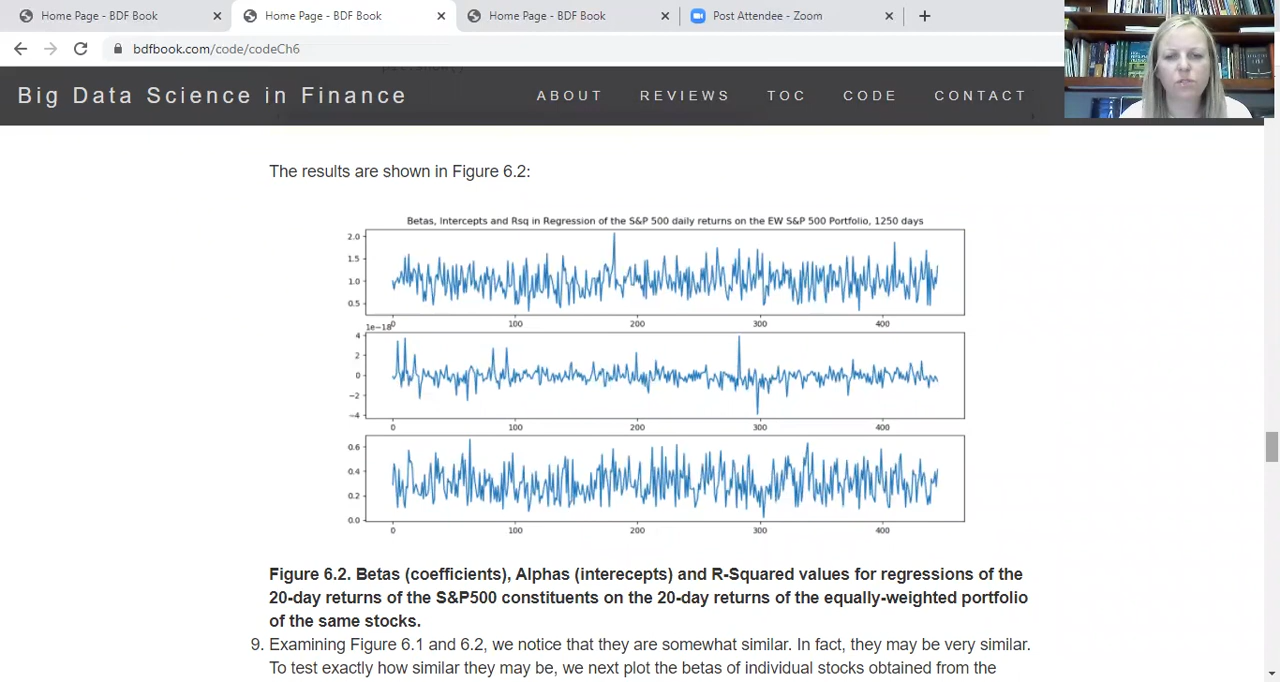 Home Page - BDF Book
Home Page - BDF Book
Home Page - BDF Book
Post Attendee - Zoom
bdfbook.com/code/codeCh6
Big Data Science in Finance
ABOUT REVIEWS TOC CODE CONTACT
The results are shown in Figure 6.2:
Betas, Intercepts and Rsq in Regression of the S&P 500 daily returns on the EW S&P 500 Portfolio, 1250 days
2.0
1.5
1.0
0.5
0 100 200 300 400
1e−18
4
2
0
−2
−4
0 100 200 300 400
0.6
0.4
0.2
0.0
0 100 200 300 400
Figure 6.2. Betas (coefficients), Alphas (interecepts) and R-Squared values for regressions of the
20-day returns of the S&P500 constituents on the 20-day returns of the equally-weighted portfolio
of the same stocks.
9. Examining Figure 6.1 and 6.2, we notice that they are somewhat similar. In fact, they may be very similar.
To test exactly how similar they may be, we next plot the betas of individual stocks obtained from the